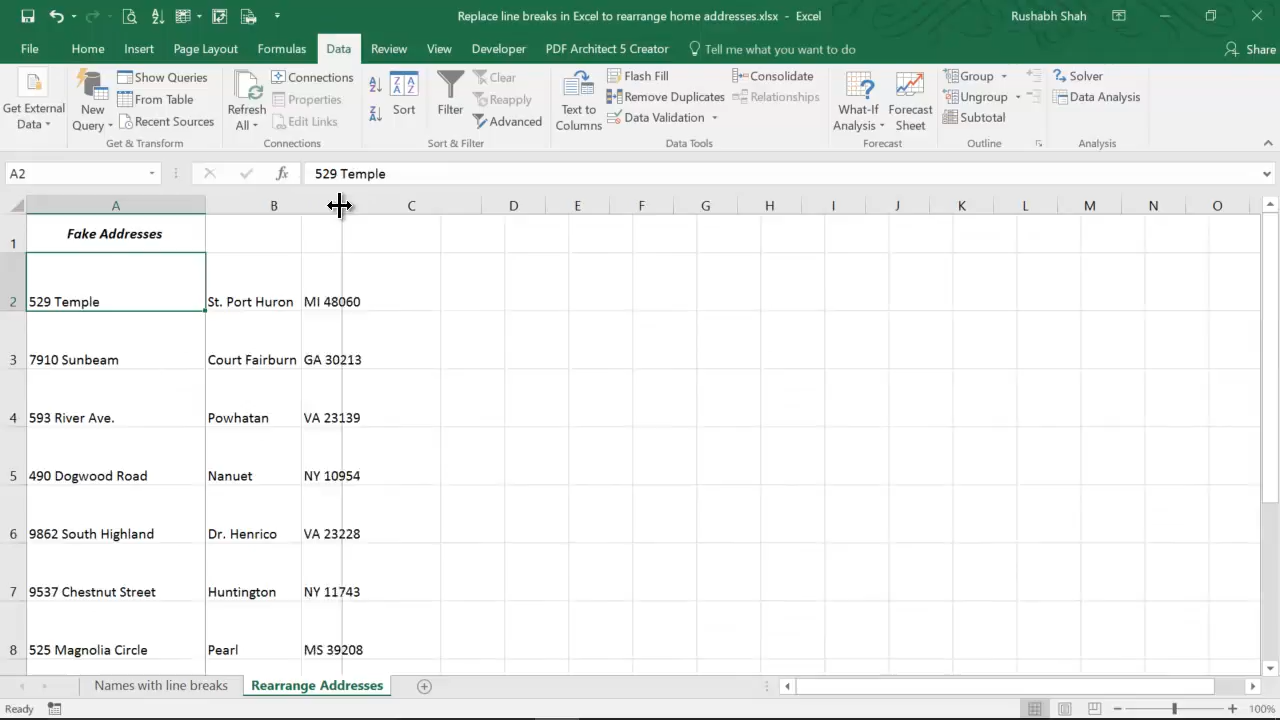 Replace line breaks in Excel to rearrange home addresses.xlsx - Excel
Rushabh Shah
File Home Insert Page Layout Formulas Data Review View Developer PDF Architect 5 Creator Tell me what you want to do Share
Get External Data
New Query
Show Queries
From Table
Recent Sources
Get & Transform
Refresh All
Connections
Properties
Edit Links
Connections
Sort
Filter
Clear
Reapply
Advanced
Sort & Filter
Text to Columns
Flash Fill
Remove Duplicates
Data Validation
Consolidate
Relationships
Data Tools
What-If Analysis
Forecast Sheet
Forecast
Group
Ungroup
Subtotal
Outline
Solver
Data Analysis
Analysis
A2 fx 529 Temple
A B C D E F G H I J K L M N O
1 Fake Addresses
2 529 Temple St. Port Huron MI 48060
3 7910 Sunbeam Court Fairburn GA 30213
4 593 River Ave. Powhatan VA 23139
5 490 Dogwood Road Nanuet NY 10954
6 9862 South Highland Dr. Henrico VA 23228
7 9537 Chestnut Street Huntington NY 11743
8 525 Magnolia Circle Pearl MS 39208
Names with line breaks Rearrange Addresses
Ready 100%